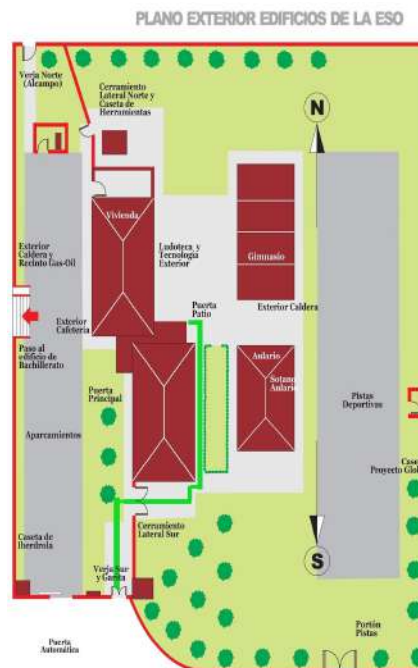 PLANO EXTERIOR EDIFICIOS DE LA ESO
Verja Norte
(Alcampo)
Cerramiento
Lateral Norte y
Caseta de
Herramientas
N
Vivienda
Exterior
Caldera y
Recinto Gas-Oil
Ludoteca y
Tecnología
Exterior
Gimnasio
Puerta
Patio
Exterior Caldera
Exterior
Cafetería
Paso al
edificio de
Bachillerato
Aulario
Sotano
Aulario
Puerta
Principal
Pistas
Deportivas
Aparcamientos
Proyecto
Caseta de
Iberdrola
Cerramiento
Lateral Sur
S
Verja Sur
y Garita
Puerta
Automática
Portón
Pistas